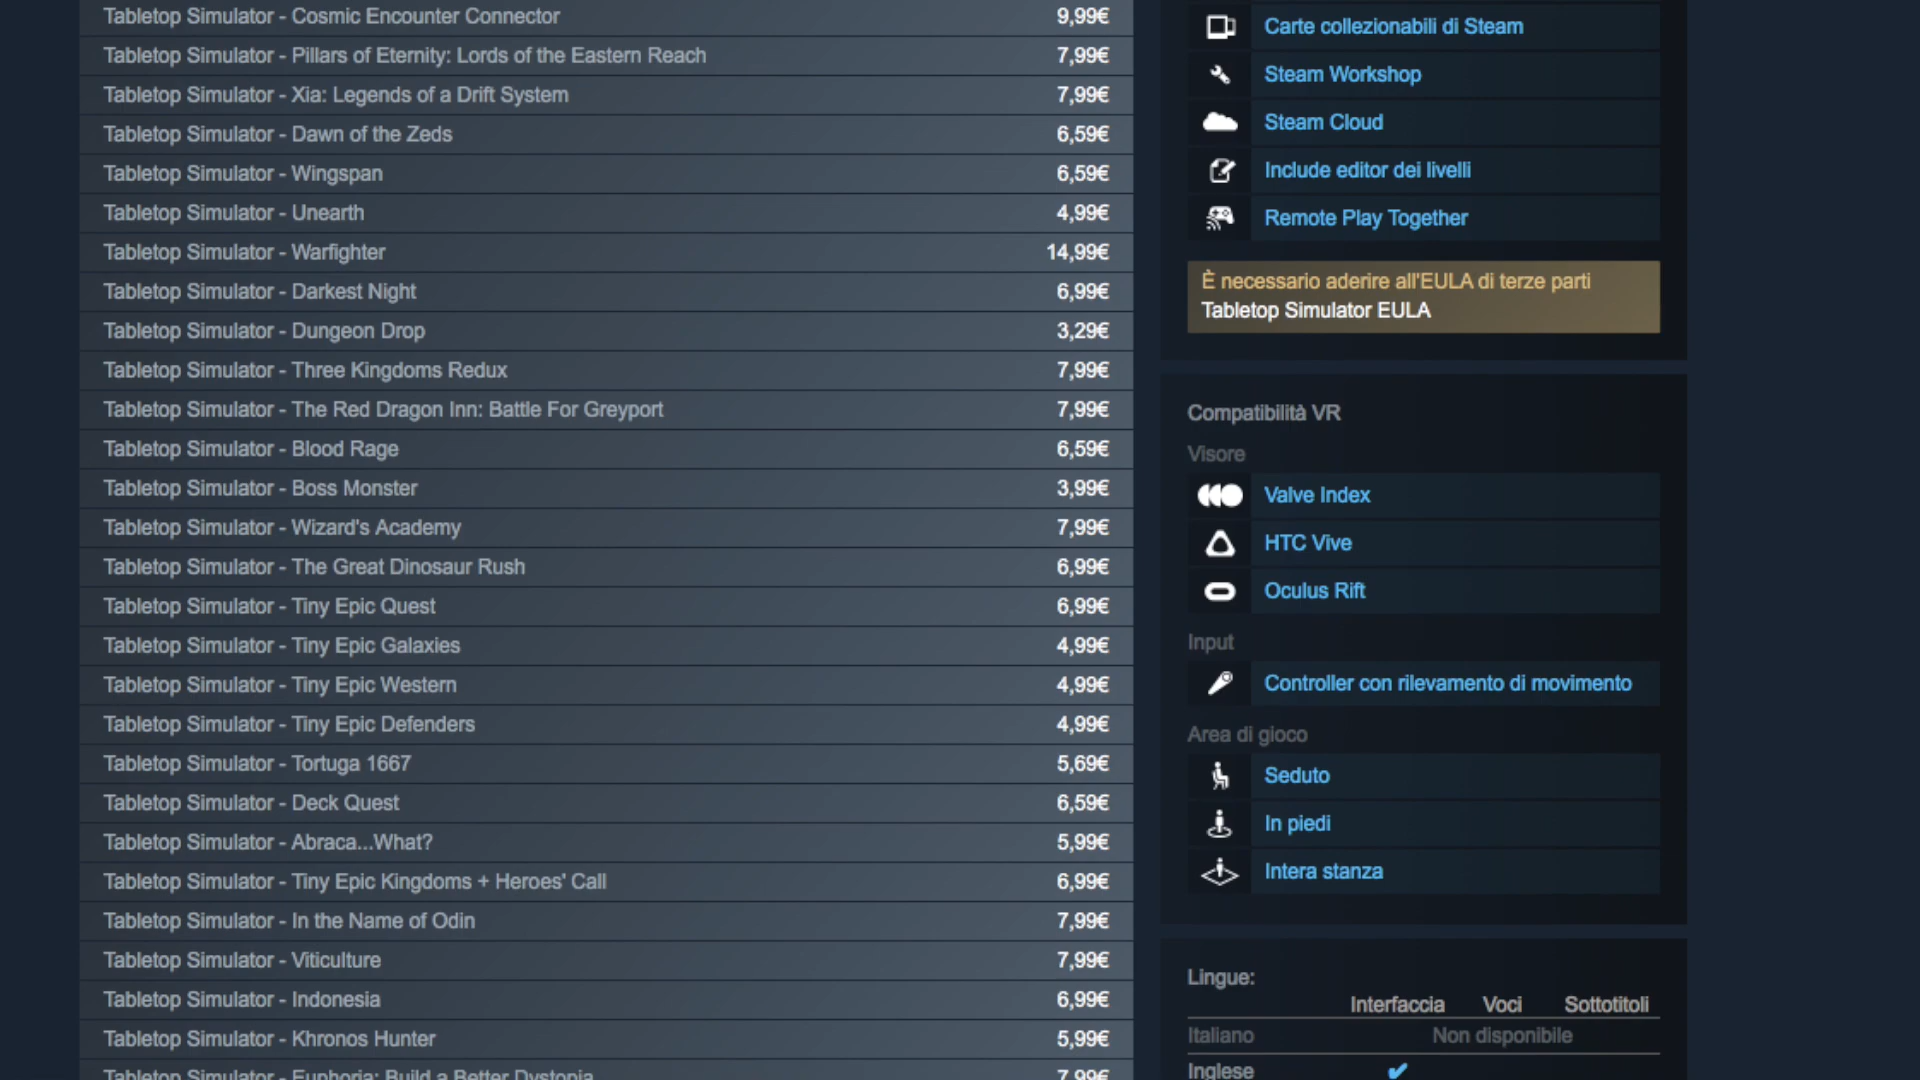 Tabletop Simulator - Cosmic Encounter Connector 9,99€
Tabletop Simulator - Pillars of Eternity: Lords of the Eastern Reach 7,99€
Tabletop Simulator - Xia: Legends of a Drift System 7,99€
Tabletop Simulator - Dawn of the Zeds 6,59€
Tabletop Simulator - Wingspan 6,59€
Tabletop Simulator - Unearth 4,99€
Tabletop Simulator - Warfighter 14,99€
Tabletop Simulator - Darkest Night 6,99€
Tabletop Simulator - Dungeon Drop 3,29€
Tabletop Simulator - Three Kingdoms Redux 7,99€
Tabletop Simulator - The Red Dragon Inn: Battle For Greyport 7,99€
Tabletop Simulator - Blood Rage 6,59€
Tabletop Simulator - Boss Monster 3,99€
Tabletop Simulator - Wizard's Academy 7,99€
Tabletop Simulator - The Great Dinosaur Rush 6,99€
Tabletop Simulator - Tiny Epic Quest 6,99€
Tabletop Simulator - Tiny Epic Galaxies 4,99€
Tabletop Simulator - Tiny Epic Western 4,99€
Tabletop Simulator - Tiny Epic Defenders 4,99€
Tabletop Simulator - Tortuga 1667 5,69€
Tabletop Simulator - Deck Quest 6,59€
Tabletop Simulator - Abraca...What? 5,99€
Tabletop Simulator - Tiny Epic Kingdoms + Heroes' Call 6,99€
Tabletop Simulator - In the Name of Odin 7,99€
Tabletop Simulator - Viticulture 7,99€
Tabletop Simulator - Indonesia 6,99€
Tabletop Simulator - Khronos Hunter 5,99€
Tabletop Simulator - Euphoria: Build a Better Dystopia 7,99€
Carte collezionabili di Steam
Steam Workshop
Steam Cloud
Include editor dei livelli
Remote Play Together
È necessario aderire all'EULA di terze parti
Tabletop Simulator EULA
Compatibilità VR
Visore
Valve Index
HTC Vive
Oculus Rift
Input
Controller con rilevamento di movimento
Area di gioco
Seduto
In piedi
Intera stanza
Lingue:
Interfaccia Voci Sottotitoli
Italiano Non disponibile
Inglese ✔